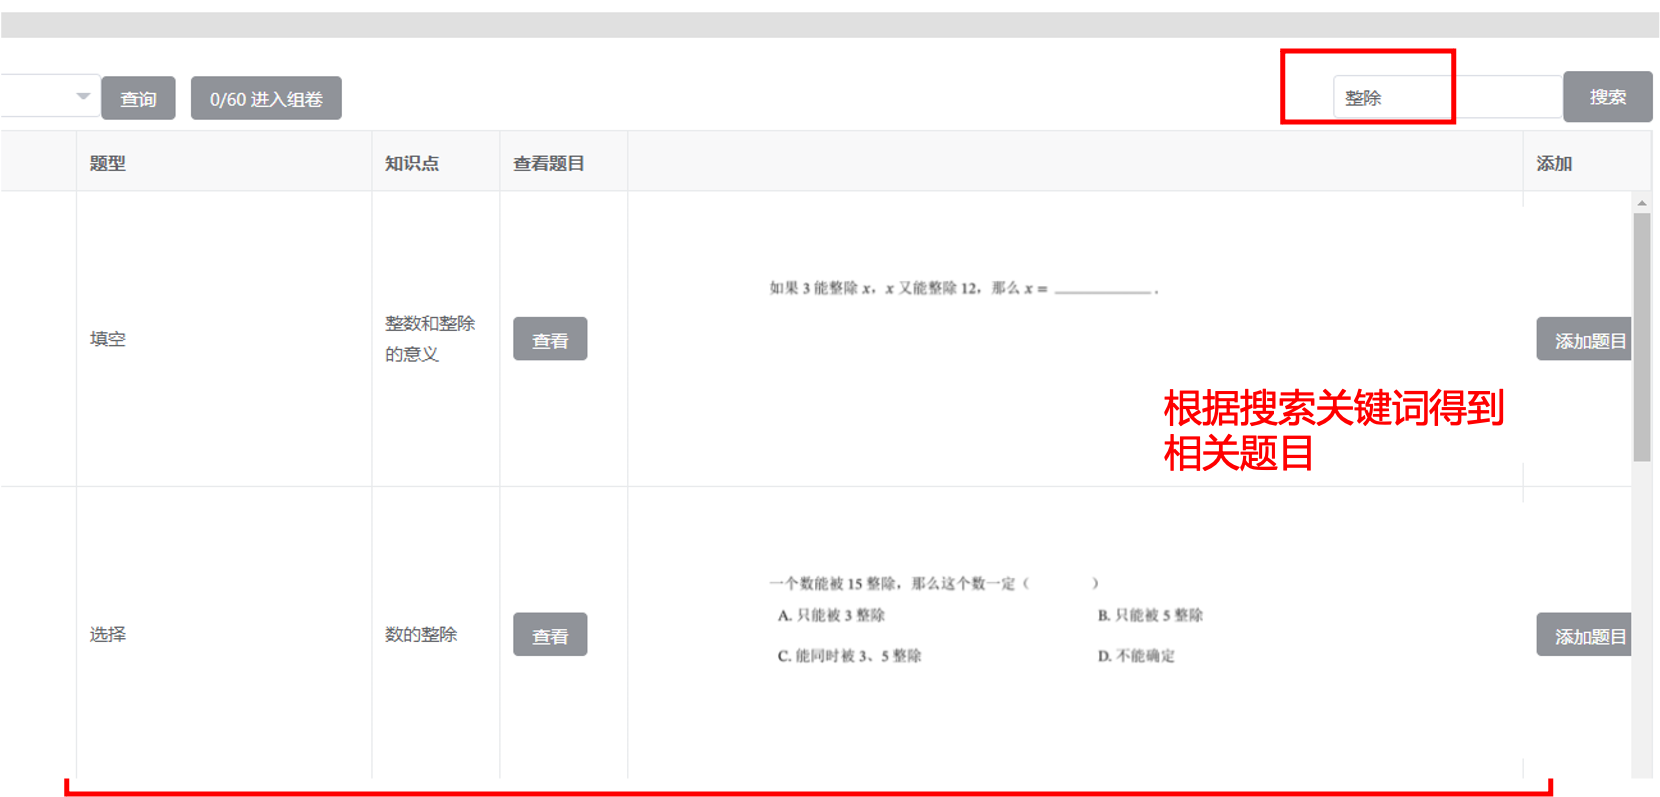 查询
0/60 进入组卷
整除
搜索
题型
知识点
查看题目
添加
填空
整数和整除
的意义
查看
如果 3 能整除 x，x 又能整除 12，那么 x = ____________ .
添加题目
根据搜索关键词得到
相关题目
选择
数的整除
查看
一个数能被 15 整除，那么这个数一定（　　　）
A. 只能被 3 整除
B. 只能被 5 整除
C. 能同时被 3、5 整除
D. 不能确定
添加题目